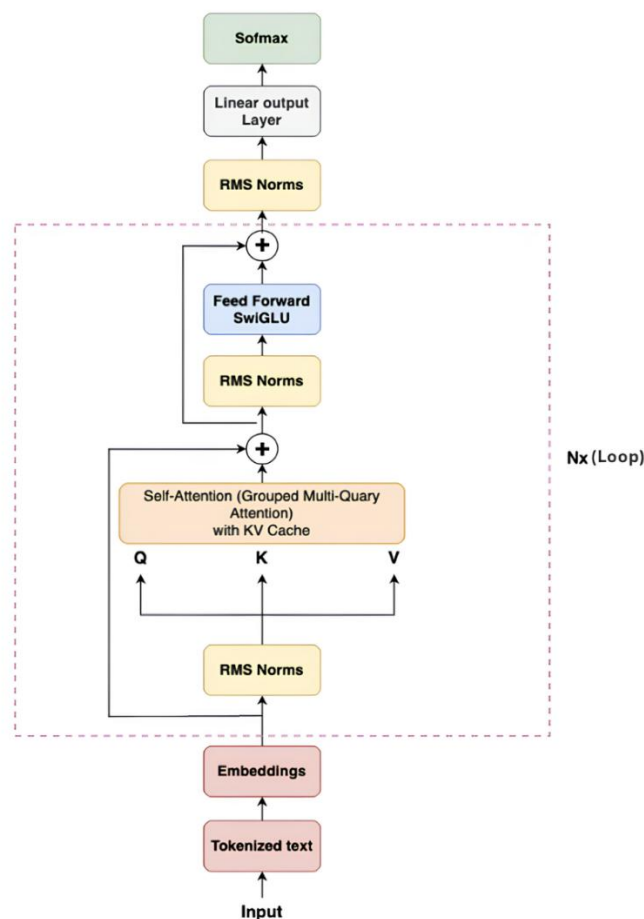 Sofmax
Linear output
Layer
RMS Norms
+
Feed Forward
SwiGLU
RMS Norms
+
Nx (Loop)
Self-Attention (Grouped Multi-Quary
Attention)
with KV Cache
Q K V
RMS Norms
Embeddings
Tokenized text
Input